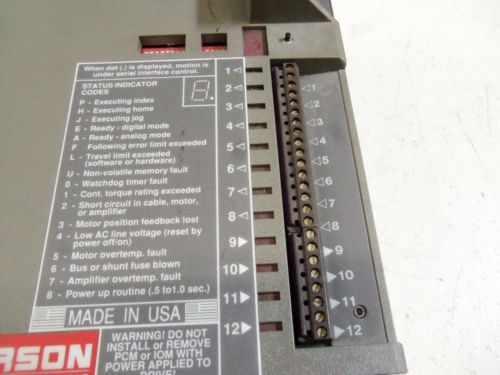 When dot (.) is displayed, motion is
under serial interface control.
STATUS INDICATOR
CODES
8.
P - Executing index
H - Executing home
J - Executing jog
E - Ready - digital mode
A - Ready - analog mode
F Following error limit exceeded
L - Travel limit exceeded
(software or hardware)
U - Non-volatile memory fault
0 - Watchdog timer fault
1 - Cont. torque rating exceeded
2 - Short circuit in cable, motor,
or amplifier
3 - Motor position feedback lost
4 - Low AC line voltage (reset by
power off/on)
5 - Motor overtemp. fault
6 - Bus or shunt fuse blown
7 - Amplifier overtemp. fault
8 - Power up routine (.5 to1.0 sec.)
MADE IN USA
RSON
WARNING! DO NOT
INSTALL or REMOVE
PCM or IOM WITH
POWER APPLIED TO
DRIVE!
1
2
3
4
5
6
7
8
9
10
11
12
1
2
3
4
5
6
7
8
9
10
11
12